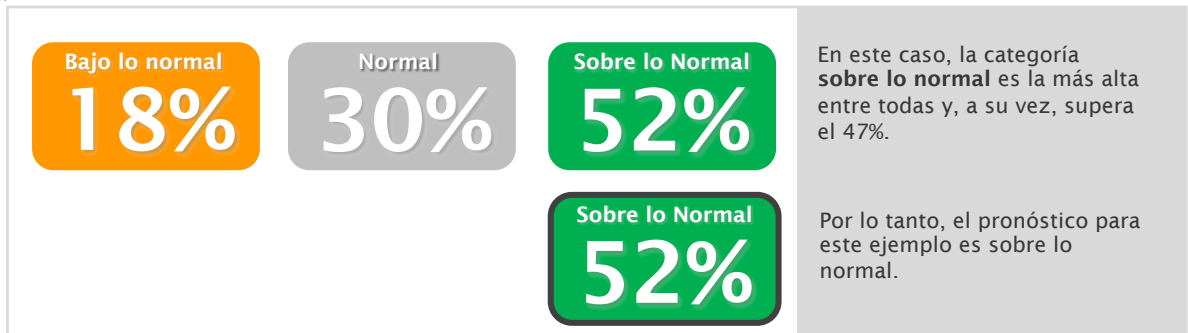 Bajo lo normal
18%
Normal
30%
Sobre lo Normal
52%
En este caso, la categoría
sobre lo normal es la más alta
entre todas y, a su vez, supera
el 47%.
Sobre lo Normal
52%
Por lo tanto, el pronóstico para
este ejemplo es sobre lo
normal.